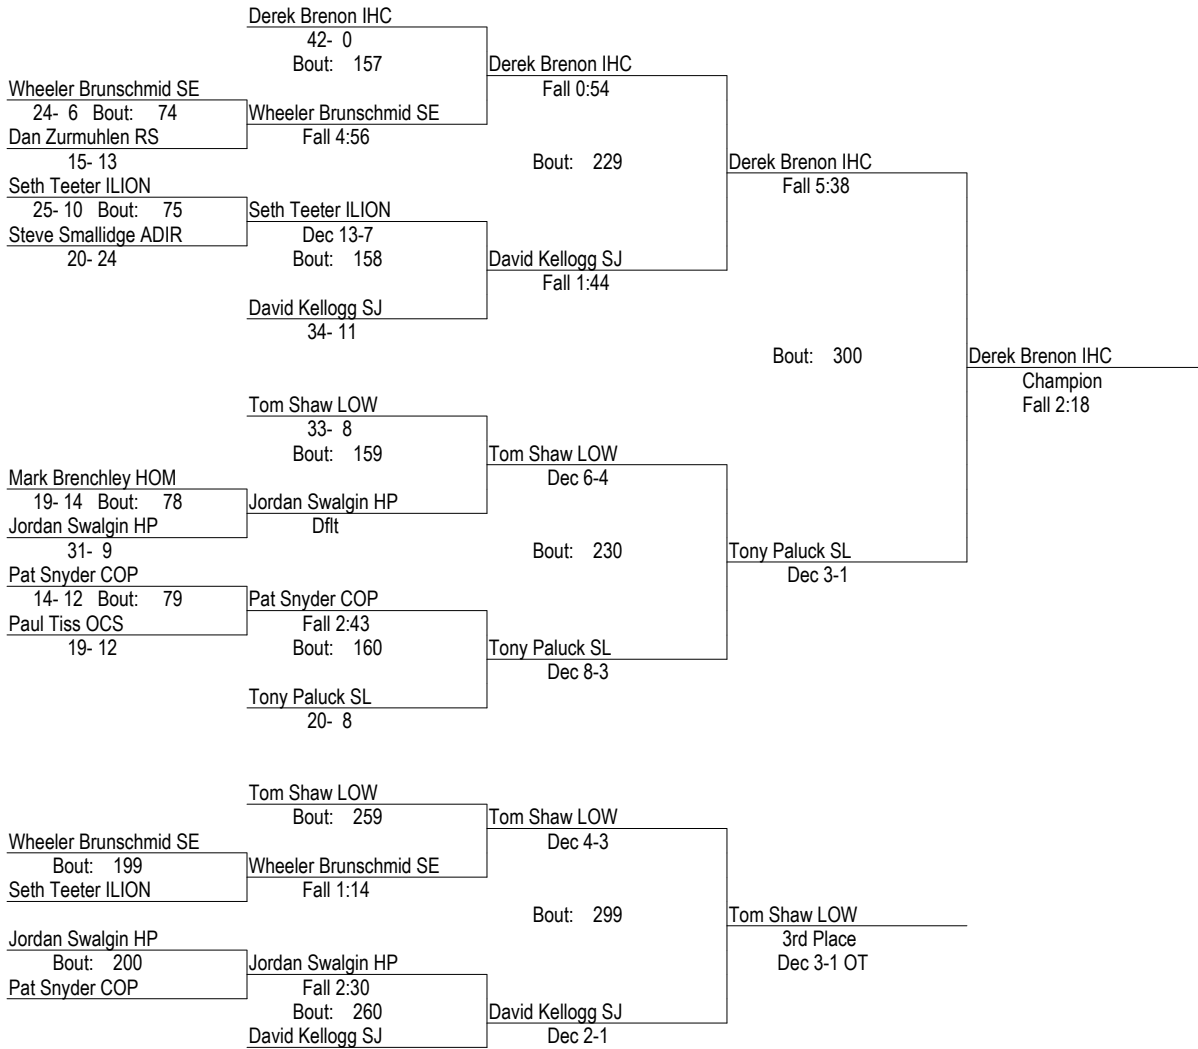 Derek Brenon IHC
42- 0
Bout: 157
Derek Brenon IHC
Fall 0:54
Wheeler Brunschmid SE
24- 6 Bout: 74
Wheeler Brunschmid SE
Fall 4:56
Dan Zurmuhlen RS
15- 13
Bout: 229
Derek Brenon IHC
Fall 5:38
Seth Teeter ILION
25- 10 Bout: 75
Seth Teeter ILION
Dec 13-7
Steve Smallidge ADIR
20- 24
Bout: 158
David Kellogg SJ
Fall 1:44
David Kellogg SJ
34- 11
Bout: 300
Derek Brenon IHC
Champion
Fall 2:18
Tom Shaw LOW
33- 8
Bout: 159
Tom Shaw LOW
Dec 6-4
Mark Brenchley HOM
19- 14 Bout: 78
Jordan Swalgin HP
Dflt
Jordan Swalgin HP
31- 9
Bout: 230
Tony Paluck SL
Dec 3-1
Pat Snyder COP
14- 12 Bout: 79
Pat Snyder COP
Fall 2:43
Paul Tiss OCS
19- 12
Bout: 160
Tony Paluck SL
Dec 8-3
Tony Paluck SL
20- 8
Tom Shaw LOW
Bout: 259
Tom Shaw LOW
Dec 4-3
Wheeler Brunschmid SE
Bout: 199
Wheeler Brunschmid SE
Fall 1:14
Seth Teeter ILION
Bout: 299
Tom Shaw LOW
3rd Place
Dec 3-1 OT
Jordan Swalgin HP
Bout: 200
Jordan Swalgin HP
Fall 2:30
Pat Snyder COP
Bout: 260
David Kellogg SJ
Dec 2-1
David Kellogg SJ